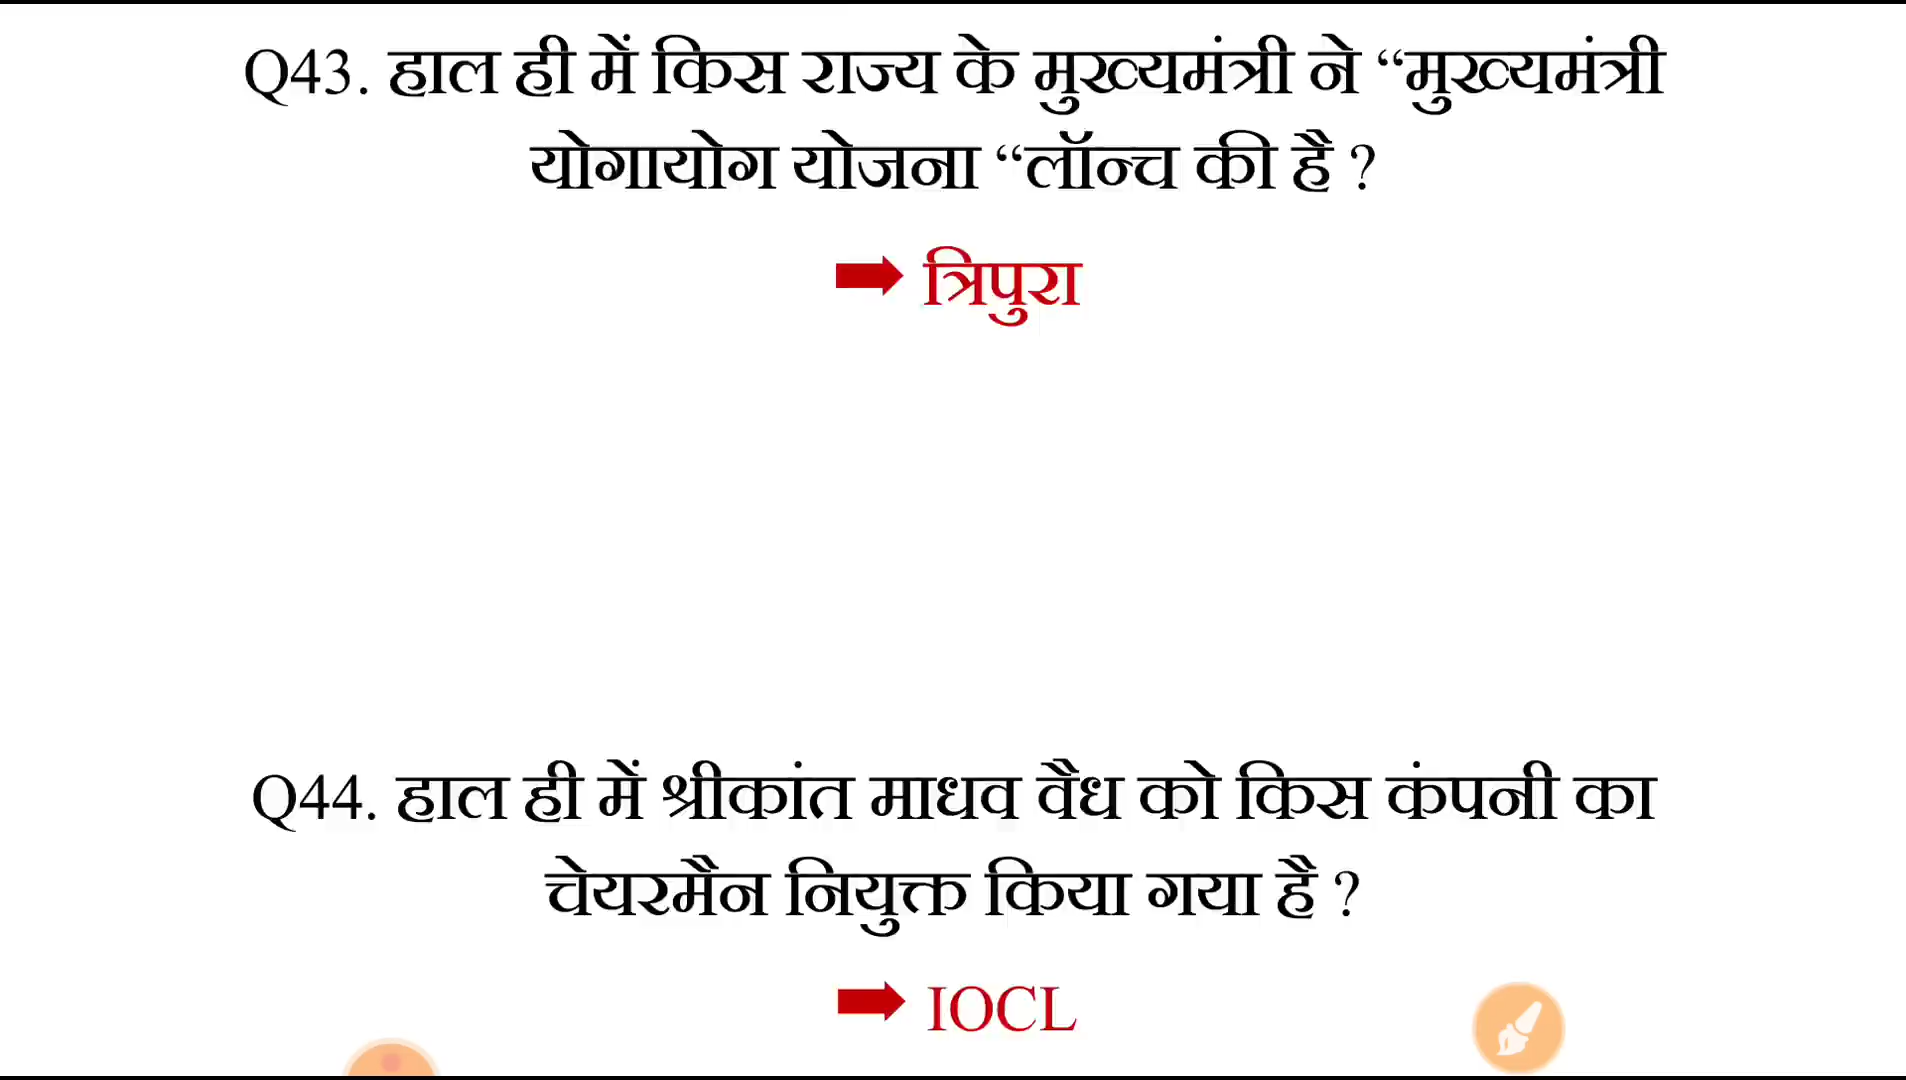 Q43. हाल ही में किस राज्य के मुख्यमंत्री ने “मुख्यमंत्री
योगायोग योजना “लॉन्च की है ?
त्रिपुरा
Q44. हाल ही में श्रीकांत माधव वैध को किस कंपनी का
चेयरमैन नियुक्त किया गया है ?
IOCL